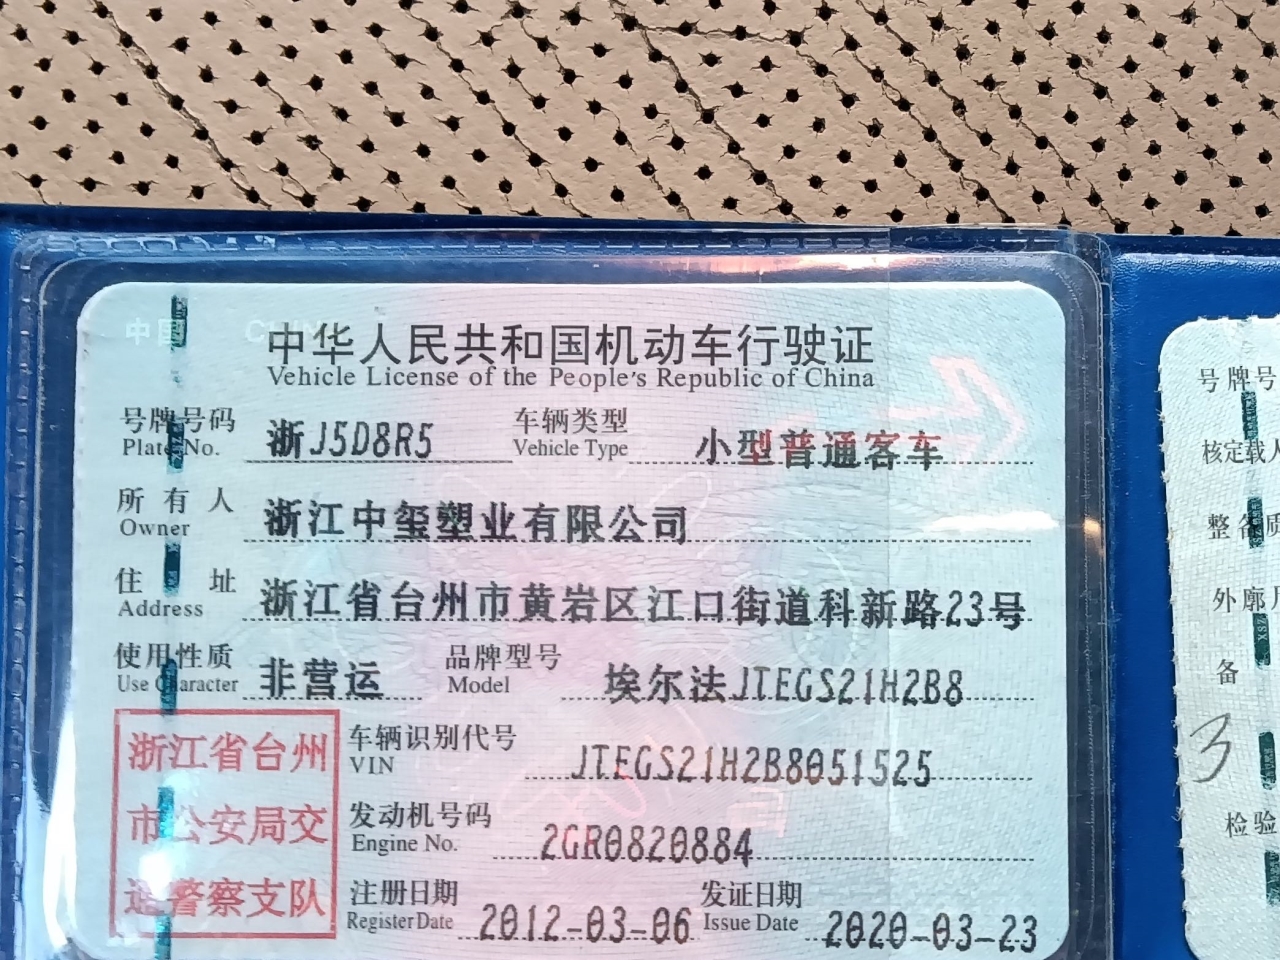 中国 CHINA
中华人民共和国机动车行驶证
Vehicle License of the People's Republic of China
号牌号码 浙J5D8R5 车辆类型 小型普通客车
Plate No. Vehicle Type
所有人 浙江中玺塑业有限公司
Owner
住址 浙江省台州市黄岩区江口街道科新路23号
Address
使用性质 非营运 品牌型号 埃尔法JTEGS21H2B8
Use Character Model
浙江省台州
市公安局交
通警察支队
车辆识别代号 JTEGS21H2B8051525
VIN
发动机号码 2GR0820884
Engine No.
注册日期 2012-03-06 发证日期 2020-03-23
Register Date Issue Date
号牌号
核定载人
整备质
外廓尺
备
3
检验